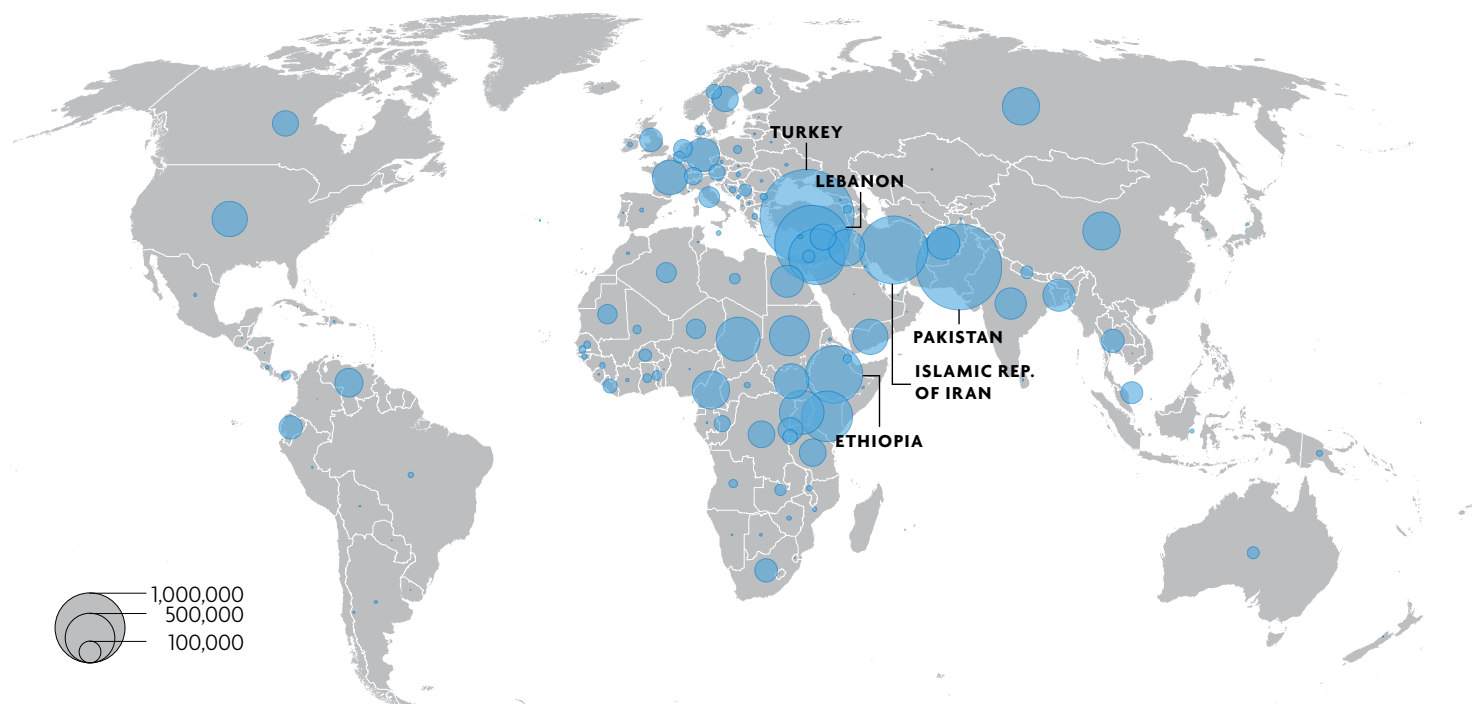 TURKEY
LEBANON
PAKISTAN
ISLAMIC REP.
OF IRAN
ETHIOPIA
1,000,000
500,000
100,000